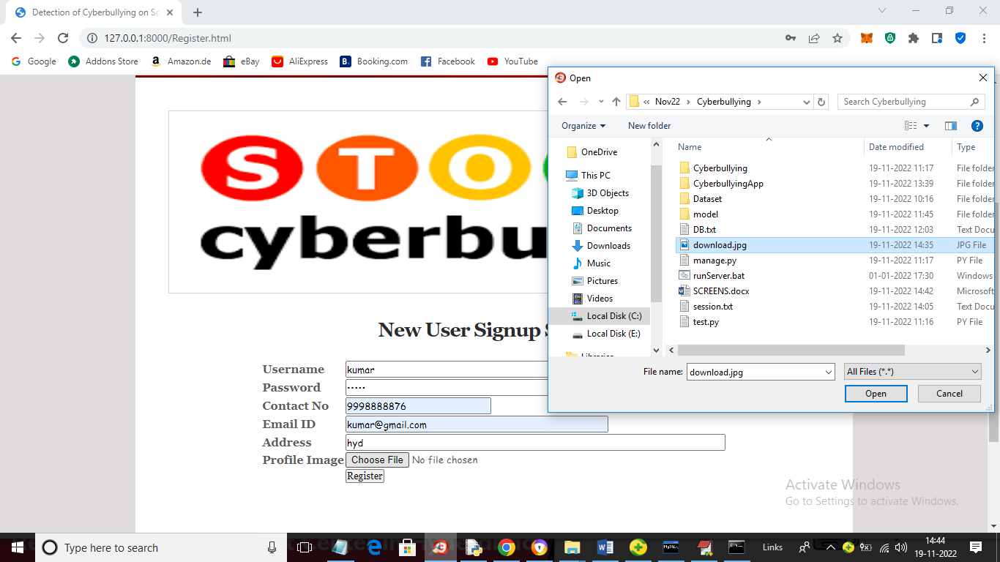 Detection of Cyberbullying on So
127.0.0.1:8000/Register.html
Google Addons Store Amazon.de eBay AliExpress Booking.com Facebook YouTube
STO
cyberbu
New User Signup
Username kumar
Password •••••
Contact No 9998888876
Email ID kumar@gmail.com
Address hyd
Profile Image Choose File No file chosen
Register
Open
« Nov22 › Cyberbullying › Search Cyberbullying
Organize New folder
OneDrive
This PC
3D Objects
Desktop
Documents
Downloads
Music
Pictures
Videos
Local Disk (C:)
Local Disk (E:)
Libraries
Name Date modified Type
Cyberbullying 19-11-2022 11:17 File folder
CyberbullyingApp 19-11-2022 13:39 File folder
Dataset 19-11-2022 10:16 File folder
model 19-11-2022 11:45 File folder
DB.txt 19-11-2022 12:03 Text Docu
download.jpg 19-11-2022 14:35 JPG File
manage.py 19-11-2022 11:17 PY File
runServer.bat 01-01-2022 17:30 Windows
SCREENS.docx 19-11-2022 14:42 Microsoft
session.txt 19-11-2022 14:05 Text Docu
test.py 19-11-2022 11:16 PY File
File name: download.jpg All Files (*.*)
Open Cancel
Activate Windows
Go to Settings to activate Windows.
Type here to search
Links
14:44
19-11-2022